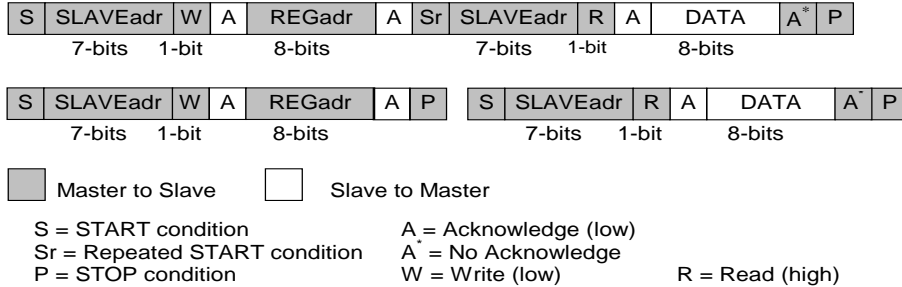 S SLAVEadr W A REGadr A Sr SLAVEadr R A DATA A* P
7-bits 1-bit 8-bits 7-bits 1-bit 8-bits
S SLAVEadr W A REGadr A P S SLAVEadr R A DATA A* P
7-bits 1-bit 8-bits 7-bits 1-bit 8-bits
Master to Slave Slave to Master
S = START condition A = Acknowledge (low)
Sr = Repeated START condition A* = No Acknowledge
P = STOP condition W = Write (low) R = Read (high)